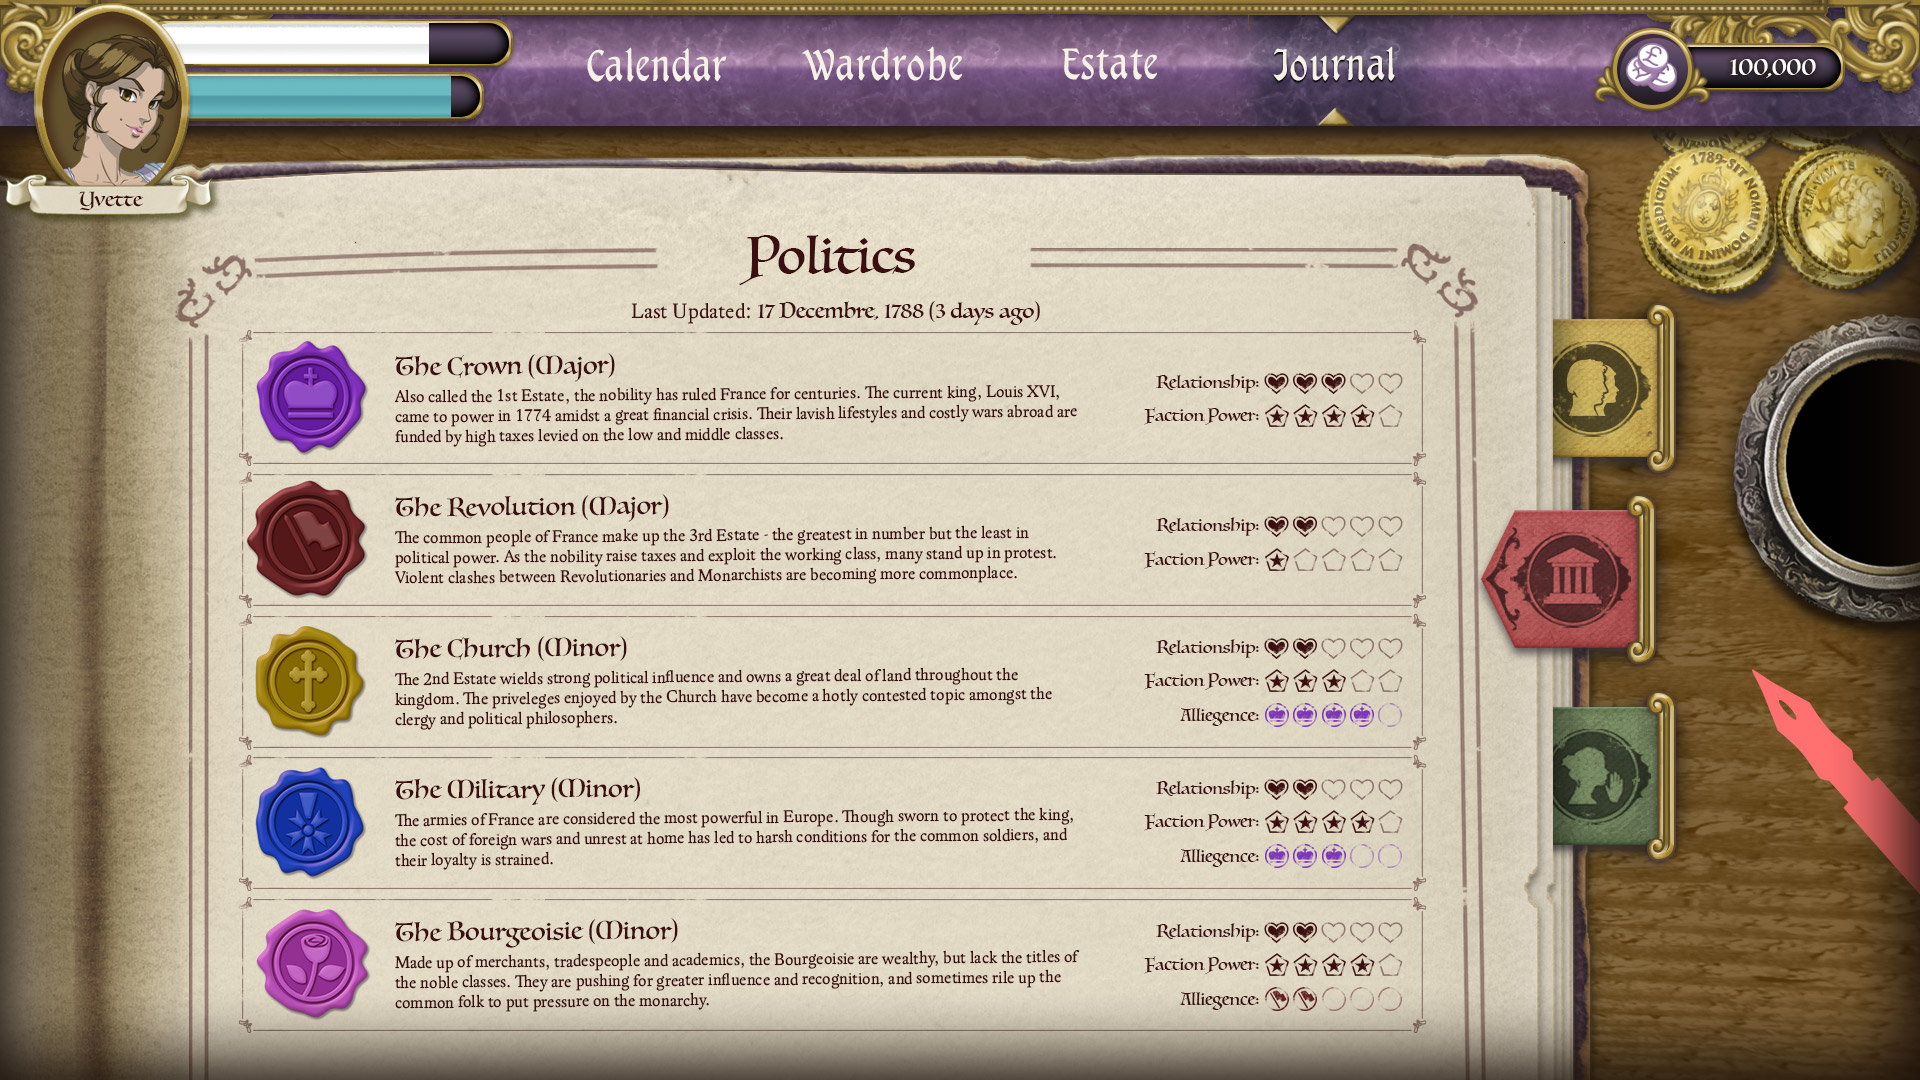 Calendar
Wardrobe
Estate
Journal
100,000
Yvette
Politics
Last Updated: 17 Decembre, 1788 (3 days ago)
The Crown (Major)
Also called the 1st Estate, the nobility has ruled France for centuries. The current king, Louis XVI,
came to power in 1774 amidst a great financial crisis. Their lavish lifestyles and costly wars abroad are
funded by high taxes levied on the low and middle classes.
Relationship:
Faction Power:
The Revolution (Major)
The common people of France make up the 3rd Estate - the greatest in number but the least in
political power. As the nobility raise taxes and exploit the working class, many stand up in protest.
Violent clashes between Revolutionaries and Monarchists are becoming more commonplace.
Relationship:
Faction Power:
The Church (Minor)
The 2nd Estate wields strong political influence and owns a great deal of land throughout the
kingdom. The priveleges enjoyed by the Church have become a hotly contested topic amongst the
clergy and political philosophers.
Relationship:
Faction Power:
Alliegence:
The Military (Minor)
The armies of France are considered the most powerful in Europe. Though sworn to protect the king,
the cost of foreign wars and unrest at home has led to harsh conditions for the common soldiers, and
their loyalty is strained.
Relationship:
Faction Power:
Alliegence:
The Bourgeoisie (Minor)
Made up of merchants, tradespeople and academics, the Bourgeoisie are wealthy, but lack the titles of
the noble classes. They are pushing for greater influence and recognition, and sometimes rile up the
common folk to put pressure on the monarchy.
Relationship:
Faction Power:
Alliegence:
1789 SIT NOMEN DOMINI BENEDICTUM